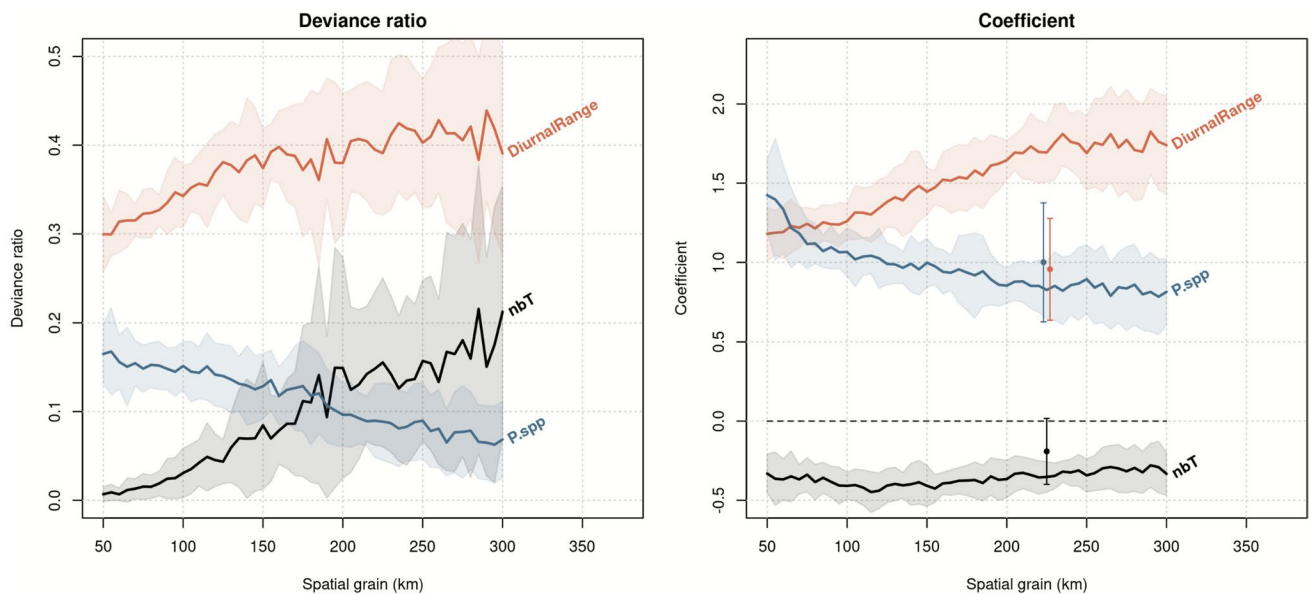 Deviance ratio
0.5
0.4
0.3
0.2
0.1
0.0
Deviance ratio
DiurnalRange
nbT
P.spp
50 100 150 200 250 300 350
Spatial grain (km)
Coefficient
2.0
1.5
1.0
0.5
0.0
-0.5
Coefficient
DiurnalRange
P.spp
nbT
50 100 150 200 250 300 350
Spatial grain (km)